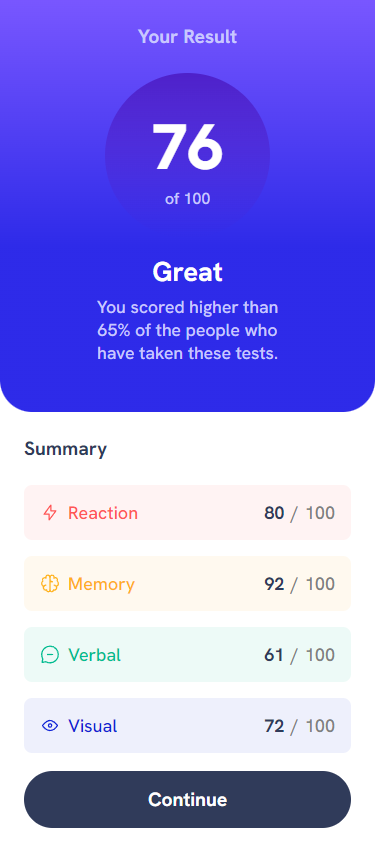 Your Result
76
of 100
Great
You scored higher than
65% of the people who
have taken these tests.
Summary
Reaction 80 / 100
Memory 92 / 100
Verbal 61 / 100
Visual 72 / 100
Continue